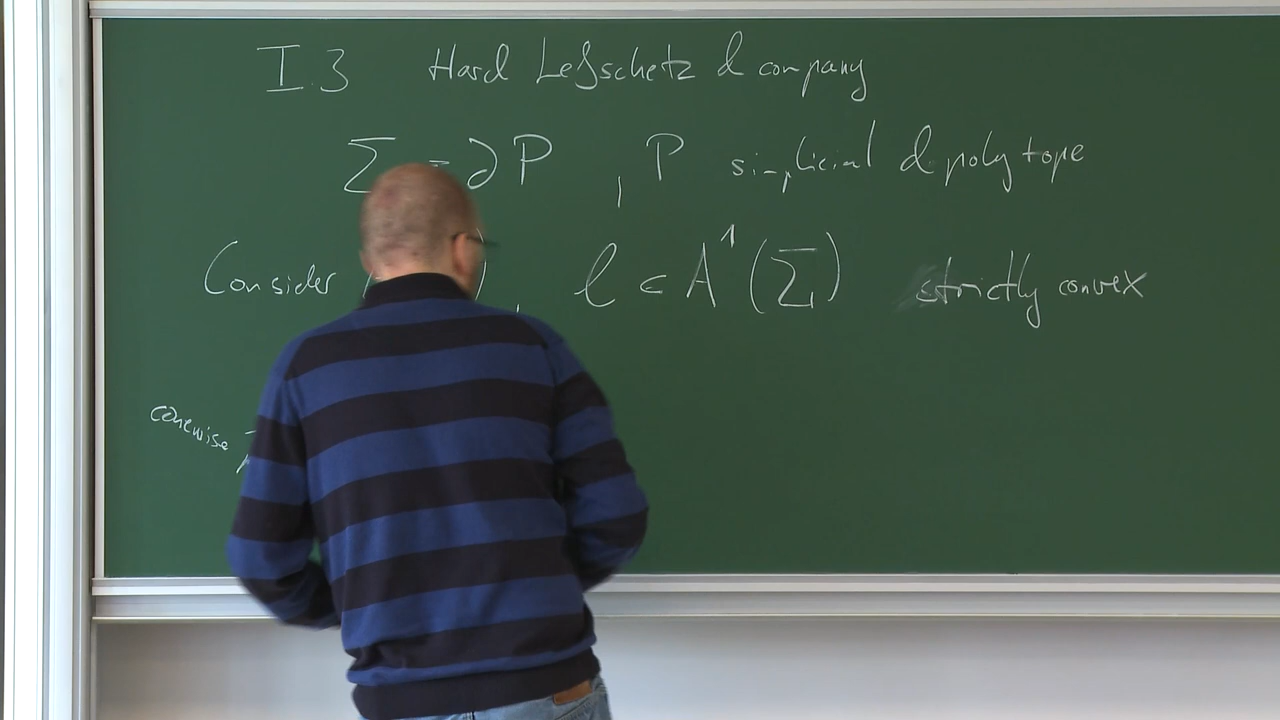 I.3 Hard Lefschetz & company
Σ = ∂P , P simplicial d polytope
Consider ) , ℓ ∈ A¹(Σ) strictly convex
conewise